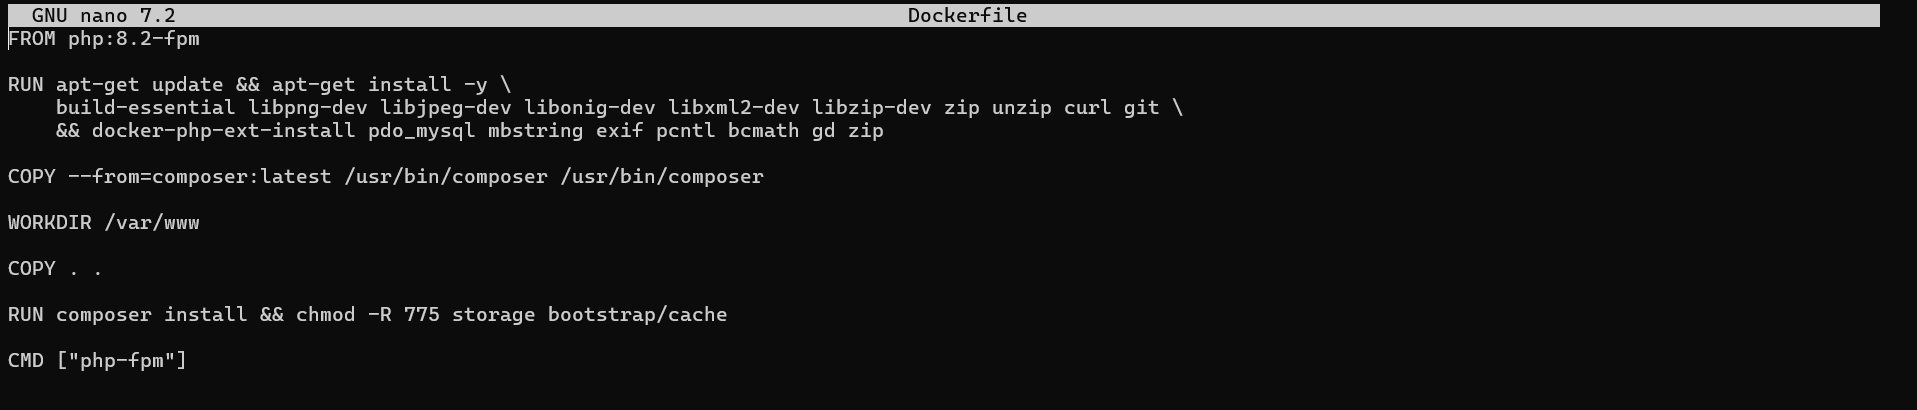 GNU nano 7.2 Dockerfile
FROM php:8.2-fpm
RUN apt-get update && apt-get install -y \
build-essential libpng-dev libjpeg-dev libonig-dev libxml2-dev libzip-dev zip unzip curl git \
&& docker-php-ext-install pdo_mysql mbstring exif pcntl bcmath gd zip
COPY --from=composer:latest /usr/bin/composer /usr/bin/composer
WORKDIR /var/www
COPY . .
RUN composer install && chmod -R 775 storage bootstrap/cache
CMD ["php-fpm"]